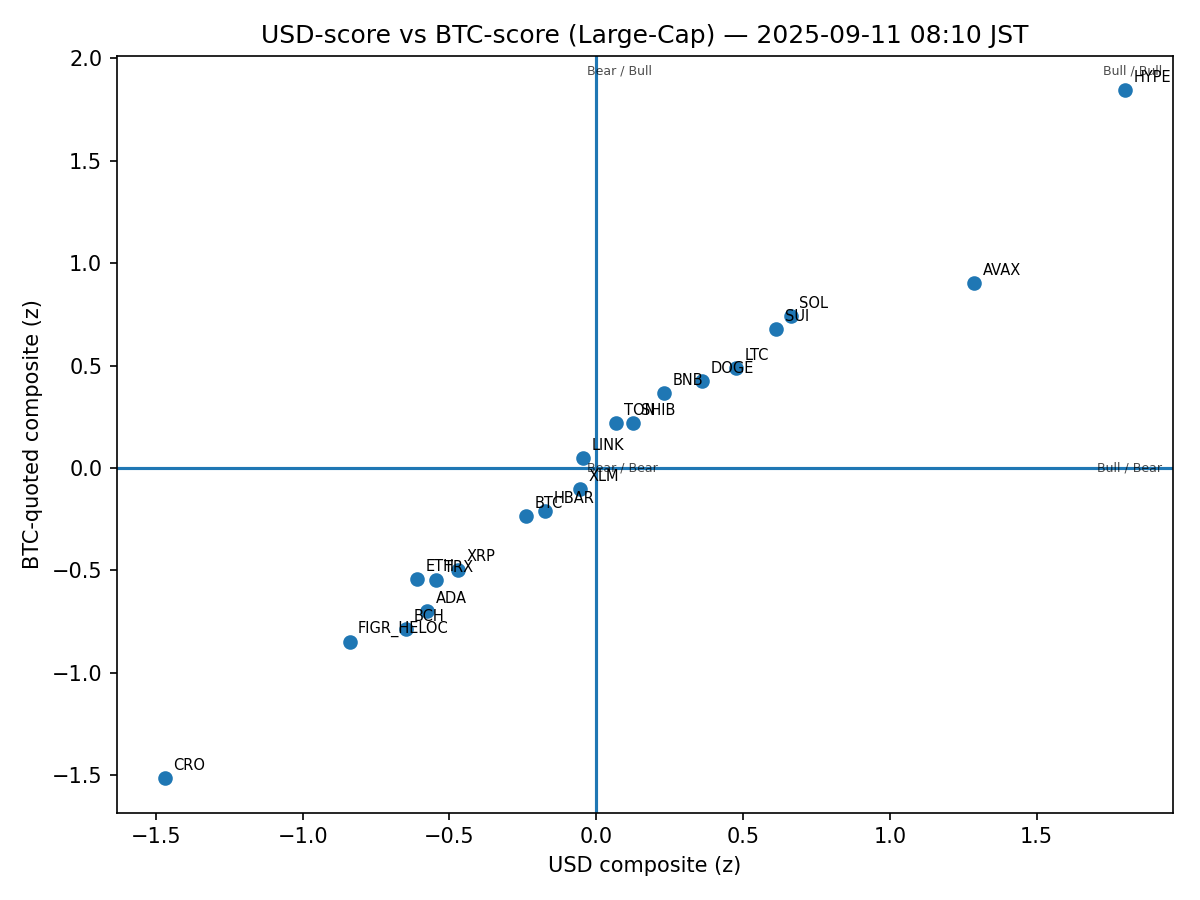 USD-score vs BTC-score (Large-Cap) — 2025-09-11 08:10 JST
2.0
Bear / Bull
Bull / Bull
HYPE
1.5
1.0
AVAX
SOL
SUI
0.5
LTC
DOGE
BNB
TON
SHIB
LINK
0.0
Bear / Bear
Bull / Bear
XLM
HBAR
BTC
−0.5
XRP
ETH
TRX
ADA
BCH
FIGR_HELOC
−1.0
−1.5
CRO
−1.5
−1.0
−0.5
0.0
0.5
1.0
1.5
USD composite (z)
BTC-quoted composite (z)